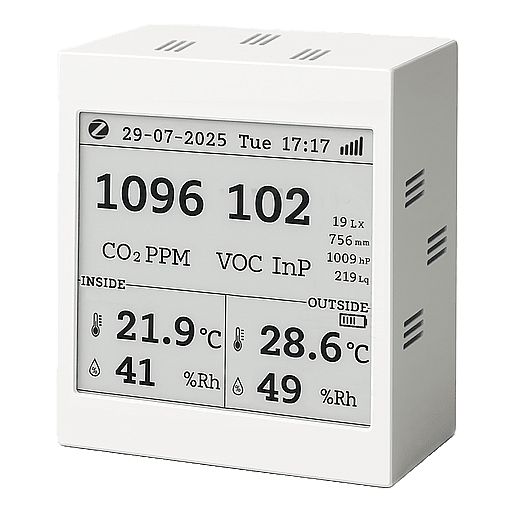 29-07-2025 Tue 17:17
1096 102
19 Lx
756 mm
CO₂ PPM VOC InP
1009 hP
219 Lq
INSIDE
OUTSIDE
21.9 °C
28.6 °C
41 %Rh
49 %Rh